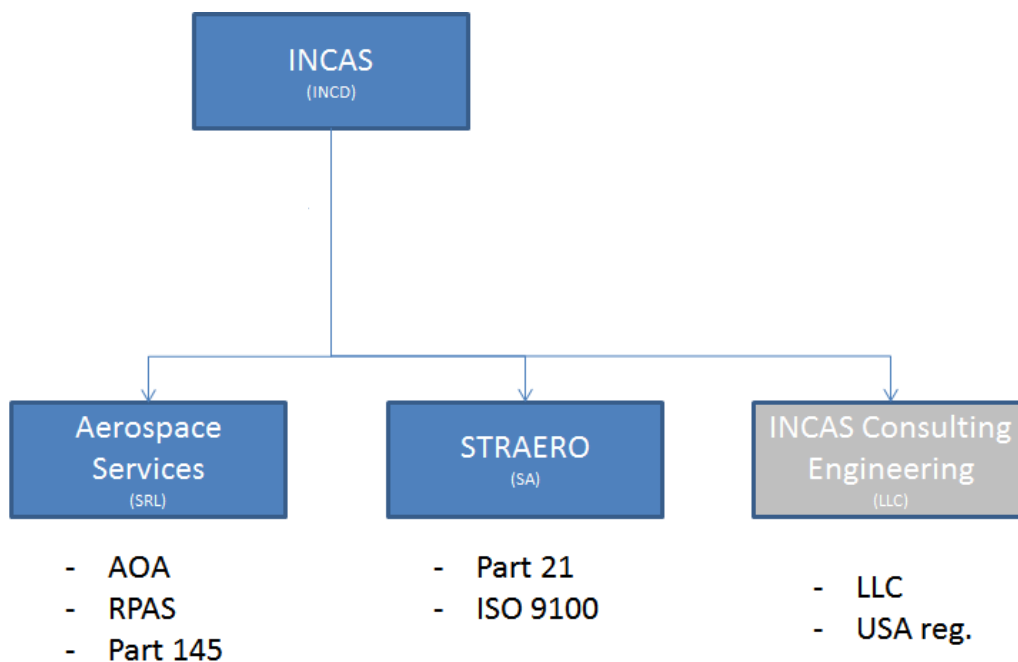 INCAS
(INCD)
Aerospace
Services
(SRL)
STRAERO
(SA)
INCAS Consulting
Engineering
(LLC)
- AOA
- RPAS
- Part 145
- Part 21
- ISO 9100
- LLC
- USA reg.